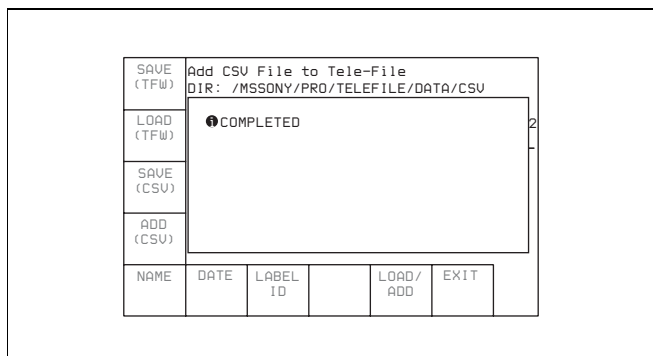 SAVE
(TFW)
Add CSV File to Tele-File
DIR: /MSSONY/PRO/TELEFILE/DATA/CSV
LOAD
(TFW)
COMPLETED
2
SAVE
(CSV)
ADD
(CSV)
NAME
DATE
LABEL
ID
LOAD/
ADD
EXIT